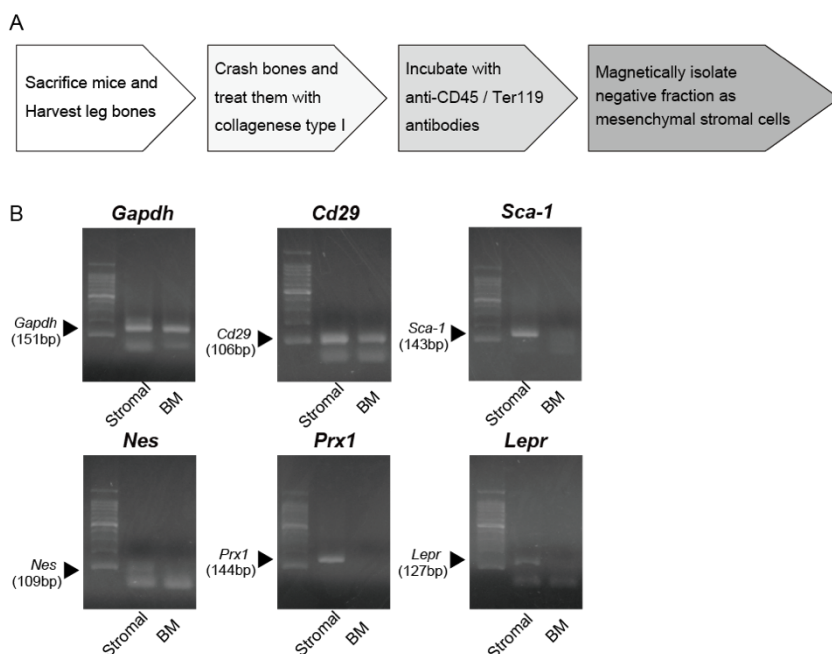 A
Sacrifice mice and
Harvest leg bones
Crash bones and
treat them with
collagenese type I
Incubate with
anti-CD45 / Ter119
antibodies
Magnetically isolate
negative fraction as
mesenchymal stromal cells
B
Gapdh
Cd29
Sca-1
Gapdh
(151bp)
Cd29
(106bp)
Sca-1
(143bp)
Stromal
BM
Stromal
BM
Stromal
BM
Nes
Prx1
Lepr
Nes
(109bp)
Prx1
(144bp)
Lepr
(127bp)
Stromal
BM
Stromal
BM
Stromal
BM